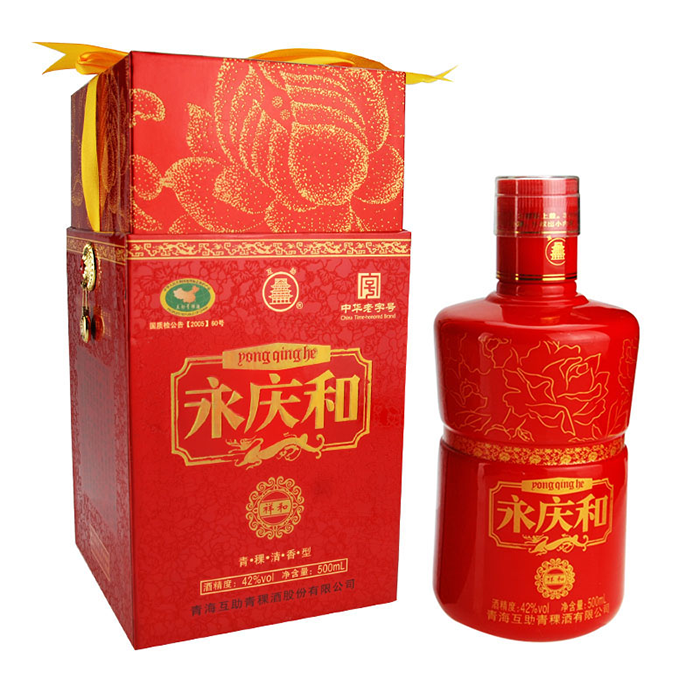 国质检公告【2005】90号
®
中华老字号
China Time-honored Brand
yong qing he
永庆和
祥和
青·稞·清·香·型
酒精度：42%vol 净含量：500mL
青海互助青稞酒股份有限公司
yong qing he
永庆和
祥和
酒精度：42%vol 净含量：500mL
青海互助青稞酒有限公司